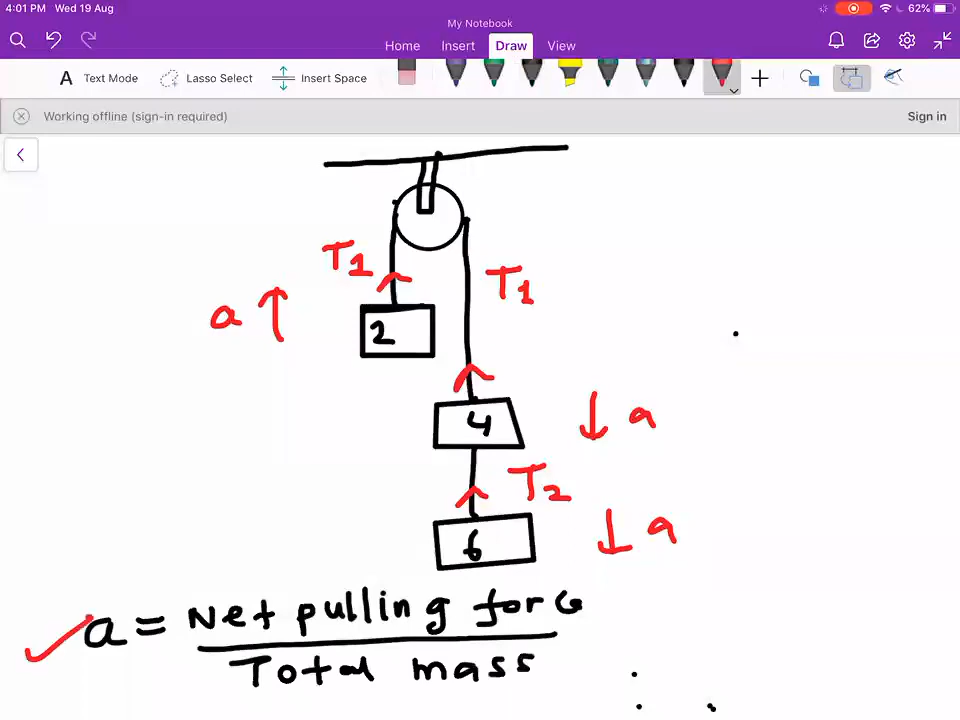 4:01 PM Wed 19 Aug
62%
My Notebook
Home Insert Draw View
A Text Mode Lasso Select Insert Space
Working offline (sign-in required) Sign in
T1
T1
a
2
4
a
T2
6
a
a = Net pulling force
Total mass